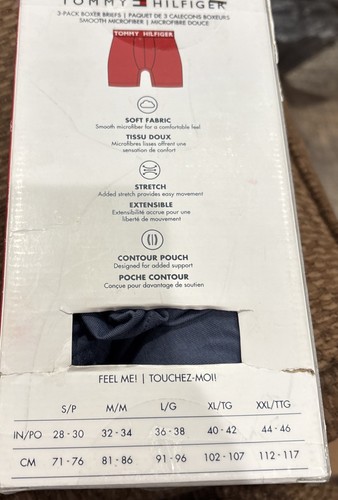 TOMMY HILFIGER
3-PACK BOXER BRIEFS | PAQUET DE 3 CALEÇONS BOXEURS
SMOOTH MICROFIBER | MICROFIBRE DOUCE
TOMMY HILFIGER
SOFT FABRIC
Smooth microfiber for a comfortable feel
TISSU DOUX
Microfibres lisses offrent une
sensation de confort
STRETCH
Added stretch provides easy movement
EXTENSIBLE
Extensibilité accrue pour une
liberté de mouvement
CONTOUR POUCH
Designed for added support
POCHE CONTOUR
Conçue pour davantage de soutien
FEEL ME! | TOUCHEZ-MOI!
S/P M/M L/G XL/TG XXL/TTG
IN/PO 28-30 32-34 36-38 40-42 44-46
CM 71-76 81-86 91-96 102-107 112-117